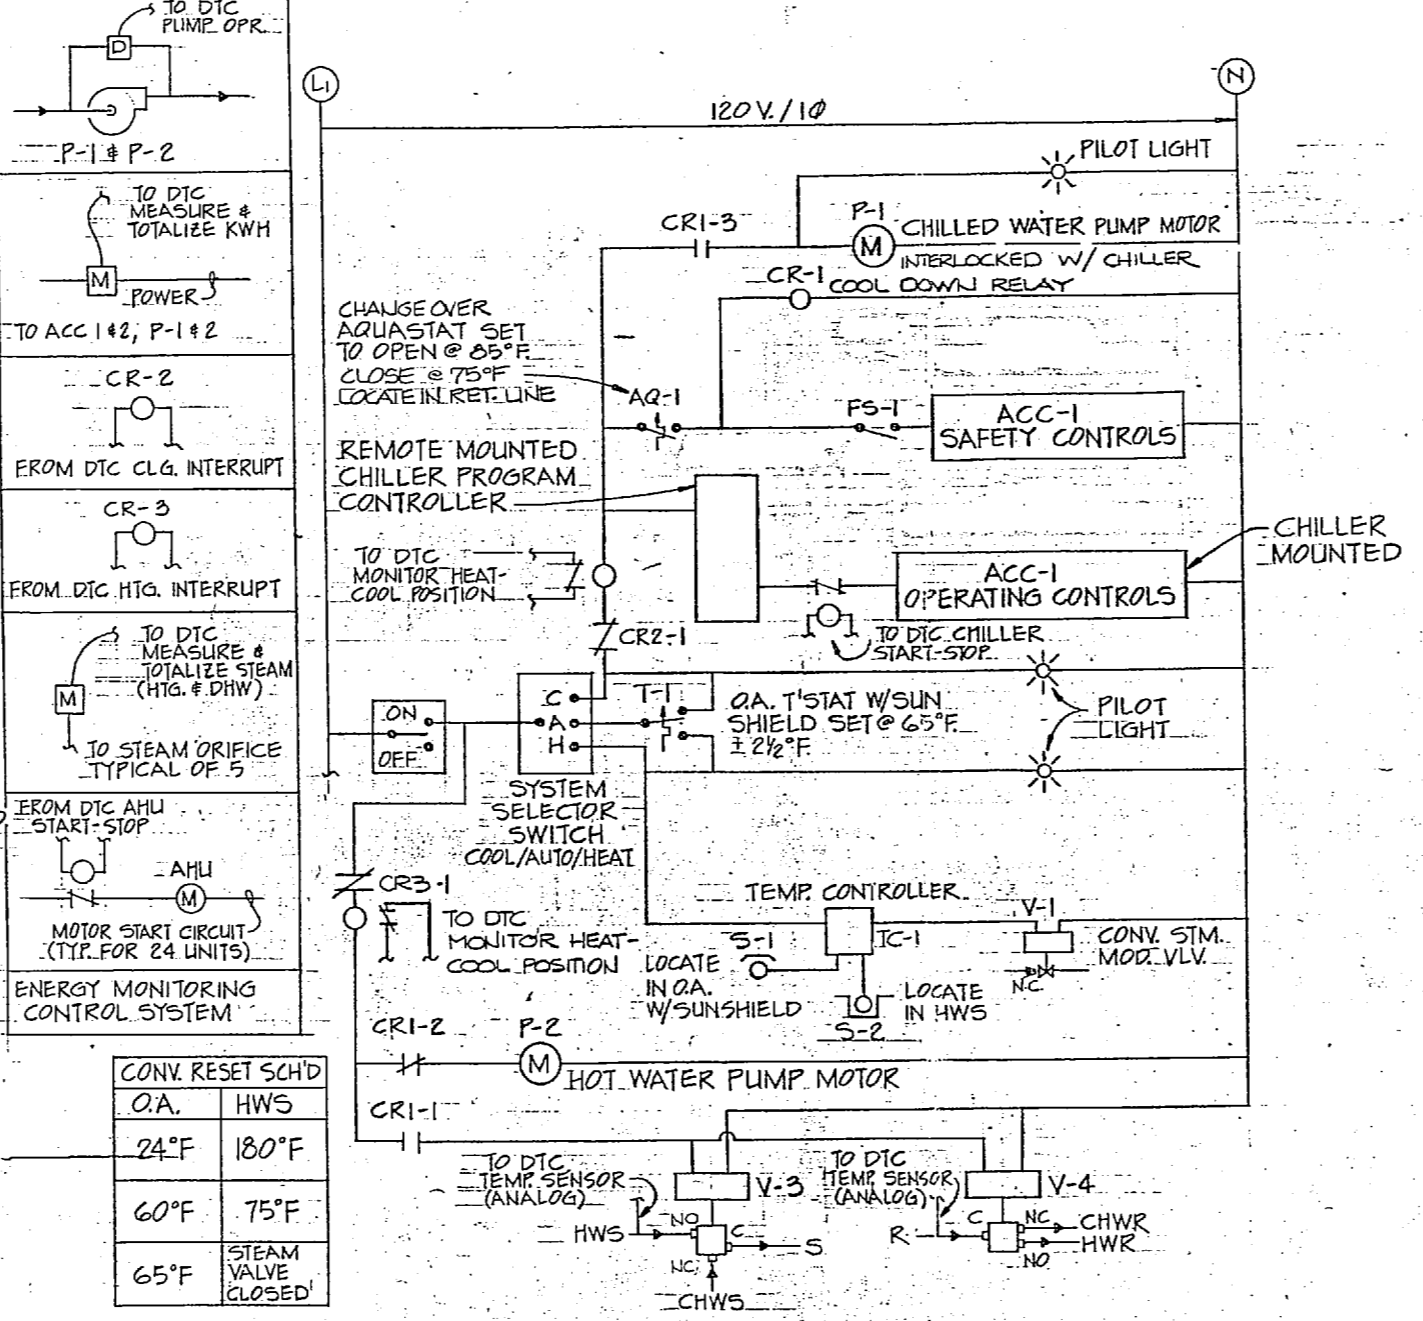 TO DTC
PUMP OPR.
D
P-1 & P-2
TO DTC
MEASURE &
TOTALIZE KWH
M
POWER
TO ACC 1 & 2, P-1 & 2
CR-2
FROM DTC CLG. INTERRUPT
CR-3
FROM DTC HTG. INTERRUPT
TO DTC
MEASURE &
TOTALIZE STEAM
(HTG. & DHW)
M
TO STEAM ORIFICE
TYPICAL OF 5
FROM DTC AHU
START-STOP
AHU
M
MOTOR START CIRCUIT
(TYP. FOR 24 UNITS)
ENERGY MONITORING
CONTROL SYSTEM
CONV. RESET SCH'D
O.A. HWS
24°F 180°F
60°F 75°F
65°F STEAM
VALVE
CLOSED
L1
N
120 V. / 1Ø
PILOT LIGHT
CR1-3
P-1
M
CHILLED WATER PUMP MOTOR
INTERLOCKED W/ CHILLER
CR-1
COOL DOWN RELAY
CHANGE OVER
AQUASTAT SET
TO OPEN @ 85°F
CLOSE @ 75°F
LOCATE IN RET. LINE
AQ-1
FS-1
ACC-1
SAFETY CONTROLS
REMOTE MOUNTED
CHILLER PROGRAM
CONTROLLER
CHILLER
MOUNTED
TO DTC
MONITOR HEAT-
COOL POSITION
ACC-1
OPERATING CONTROLS
CR2-1
TO DTC CHILLER
START-STOP
C
A
H
T-1
O.A. T'STAT W/SUN
SHIELD SET @ 65°F.
± 2½°F
PILOT
LIGHT
ON
OFF
SYSTEM
SELECTOR
SWITCH
COOL/AUTO/HEAT
CR3-1
TO DTC
MONITOR HEAT-
COOL POSITION
TEMP. CONTROLLER
TC-1
V-1
N.C.
CONV. STM.
MOD. VLV.
S-1
LOCATE
IN O.A.
W/SUNSHIELD
LOCATE
IN HWS
S-2
CR1-2
P-2
M
HOT WATER PUMP MOTOR
CR1-1
TO DTC
TEMP. SENSOR
(ANALOG)
V-3
HWS
NO
C
S
NC
CHWS
TO DTC
TEMP. SENSOR
(ANALOG)
V-4
R
C
NC
CHWR
HWR
NO